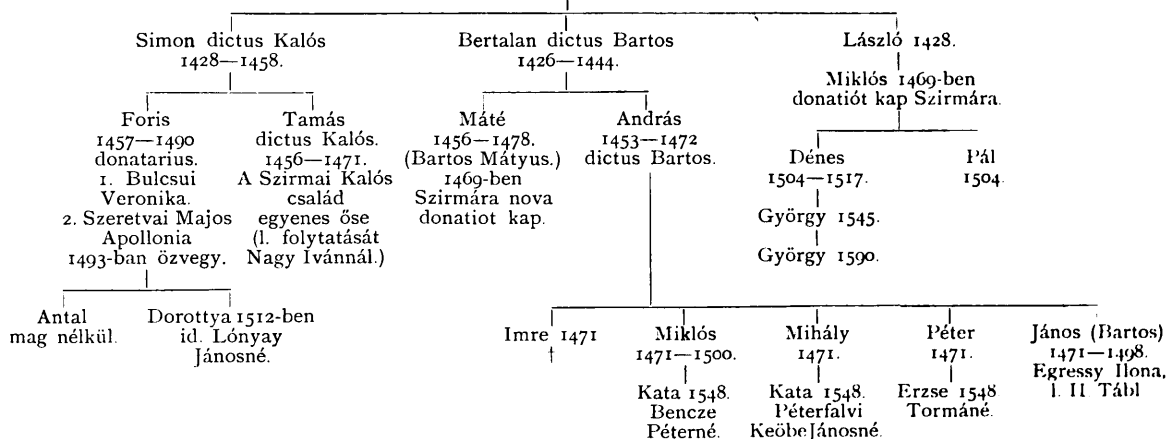 Simon dictus Kalós
1428—1458.
Bertalan dictus Bartos
1426—1444.
László 1428.
Miklós 1469-ben
donatiót kap Szirmára.
Foris
1457—1490
donatarius.
1. Bulcsui
Veronika.
2. Szeretvai Majos
Apollonia
1493-ban özvegy.
Tamás
dictus Kalós.
1456—1471.
A Szirmai Kalós
család
egyenes őse
(l. folytatását
Nagy Ivánnál.)
Máté
1456—1478.
(Bartos Mátyus.)
1469-ben
Szirmára nova
donatiot kap.
András
1453—1472
dictus Bartos.
Dénes
1504—1517.
György 1545.
György 1590.
Pál
1504.
Antal
mag nélkül.
Dorottya 1512-ben
id. Lónyay
Jánosné.
Imre 1471
†
Miklós
1471—1500.
Kata 1548.
Bencze
Péterné.
Mihály
1471.
Kata 1548.
Péterfalvi
Keöbe Jánosné.
Péter
1471.
Erzse 1548
Tormáné.
János (Bartos)
1471—1498.
Egressy Ilona,
l. II Tábl